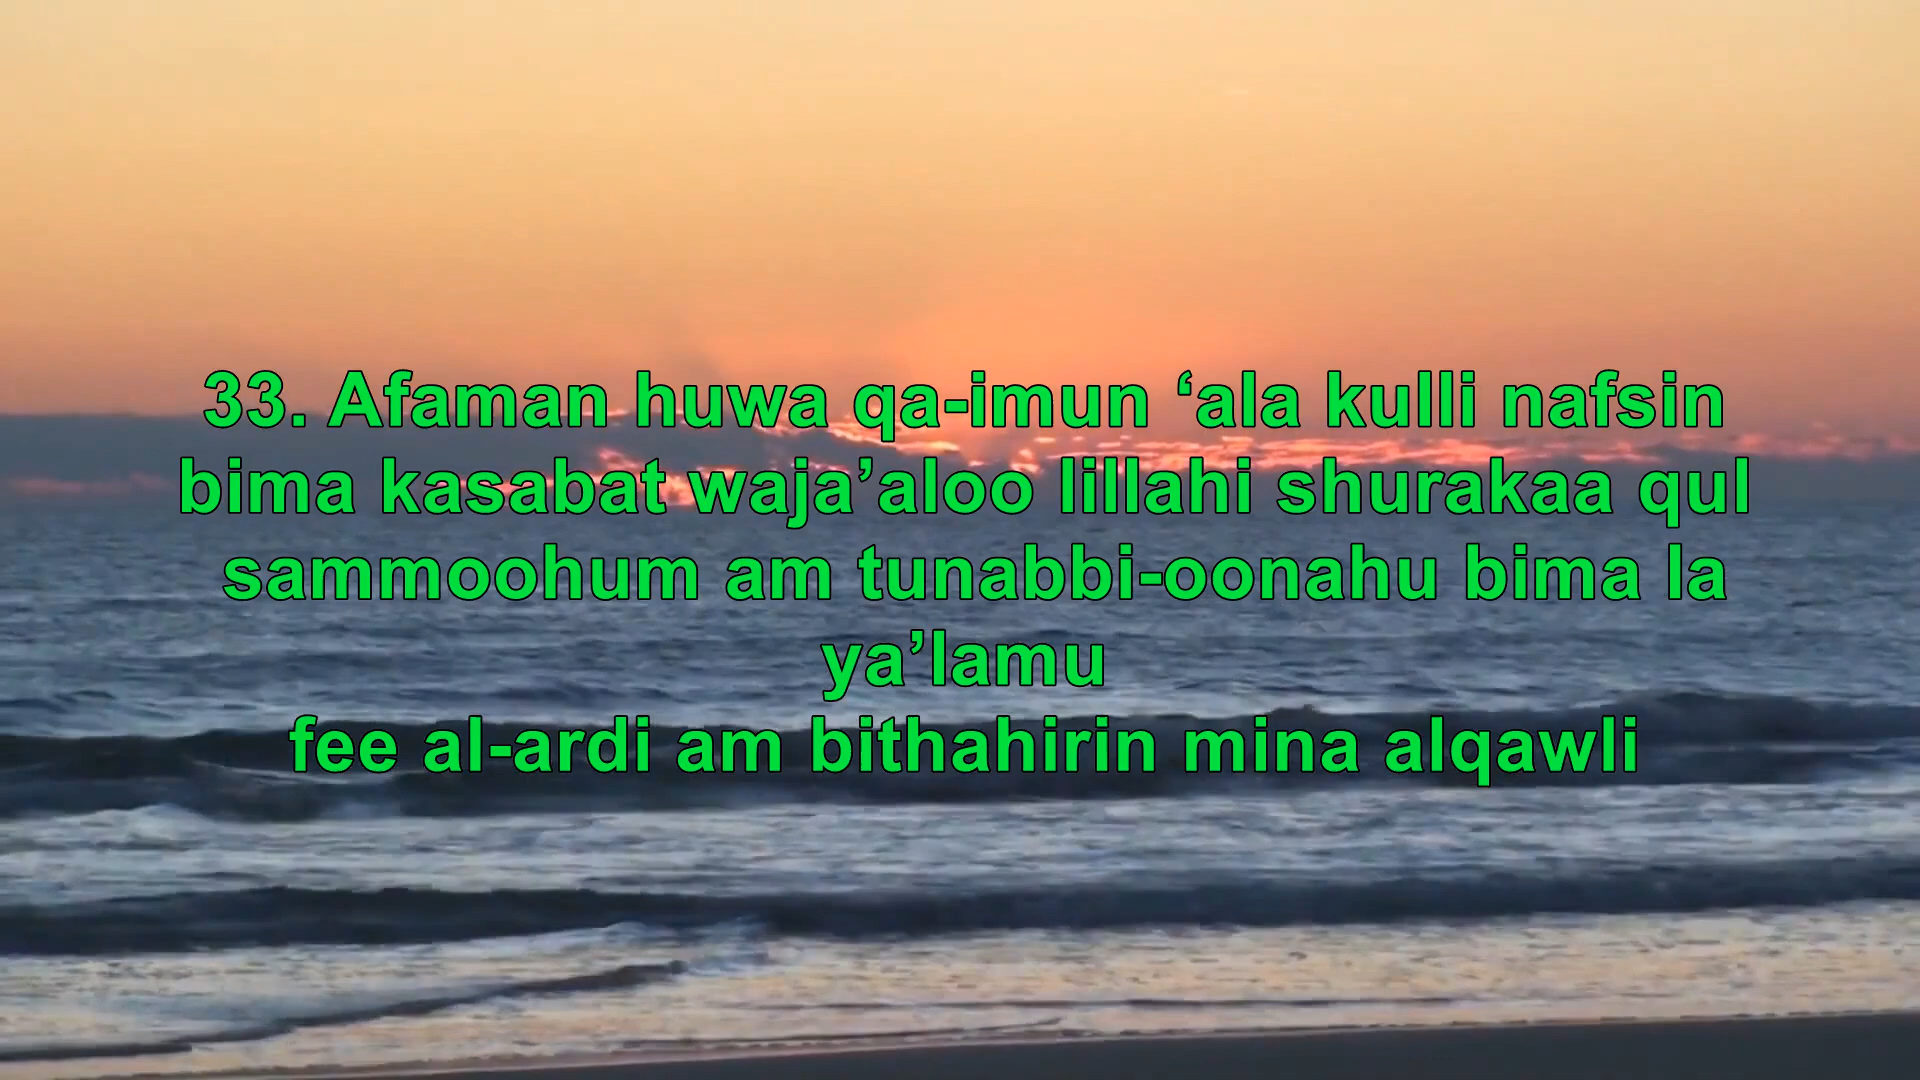 33. Afaman huwa qa-imun ‘ala kulli nafsin
bima kasabat waja’aloo lillahi shurakaa qul
sammoohum am tunabbi-oonahu bima la
ya’lamu
fee al-ardi am bithahirin mina alqawli